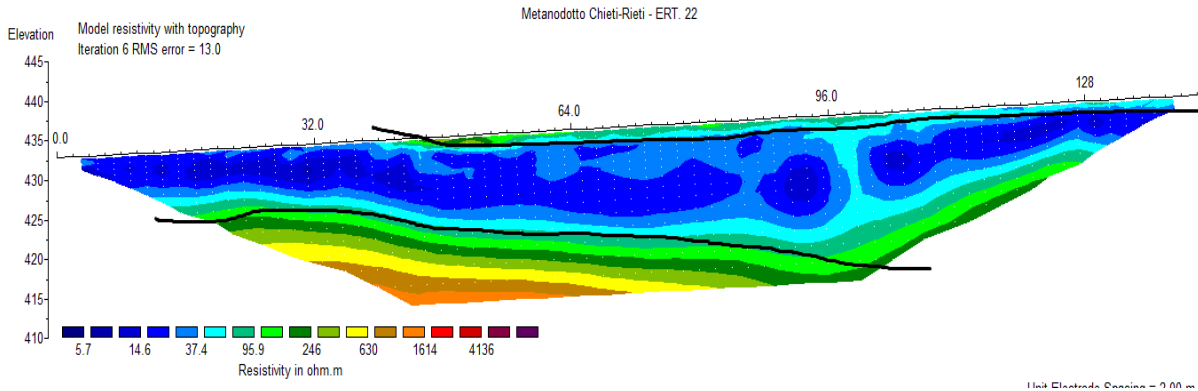 Metanodotto Chieti-Rieti - ERT. 22
Elevation
Model resistivity with topography
Iteration 6 RMS error = 13.0
445
440
435
430
425
420
415
410
0.0
32.0
64.0
96.0
128
5.7 14.6 37.4 95.9 246 630 1614 4136
Resistivity in ohm.m
Unit Electrode Spacing = 2.00 m